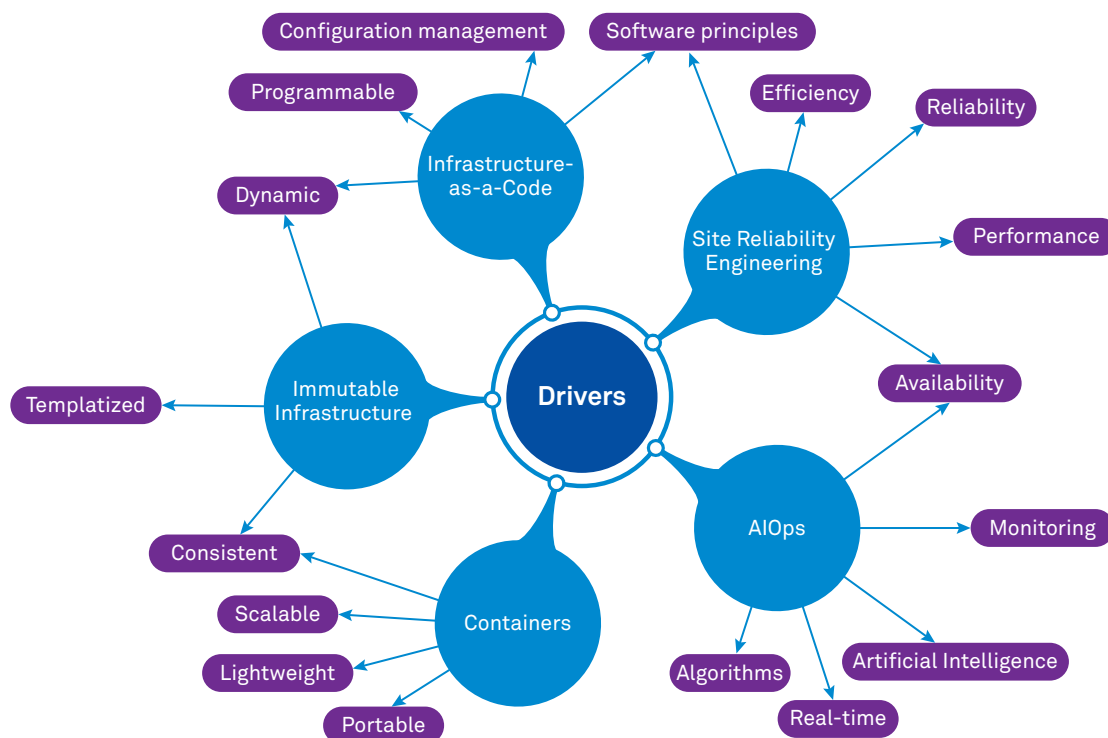 Configuration management
Software principles
Programmable
Efficiency
Reliability
Infrastructure-
as-a-Code
Dynamic
Site Reliability
Engineering
Performance
Immutable
Infrastructure
Templatized
Drivers
Availability
AIOps
Monitoring
Consistent
Scalable
Containers
Lightweight
Portable
Algorithms
Artificial Intelligence
Real-time